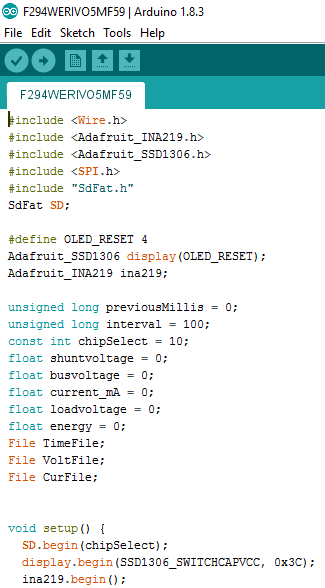 F294WERIVO5MF59 | Arduino 1.8.3
File Edit Sketch Tools Help
F294WERIVO5MF59
#include <Wire.h>
#include <Adafruit_INA219.h>
#include <Adafruit_SSD1306.h>
#include <SPI.h>
#include "SdFat.h"
SdFat SD;
#define OLED_RESET 4
Adafruit_SSD1306 display(OLED_RESET);
Adafruit_INA219 ina219;
unsigned long previousMillis = 0;
unsigned long interval = 100;
const int chipSelect = 10;
float shuntvoltage = 0;
float busvoltage = 0;
float current_mA = 0;
float loadvoltage = 0;
float energy = 0;
File TimeFile;
File VoltFile;
File CurFile;
void setup() {
  SD.begin(chipSelect);
  display.begin(SSD1306_SWITCHCAPVCC, 0x3C);
  ina219.begin();